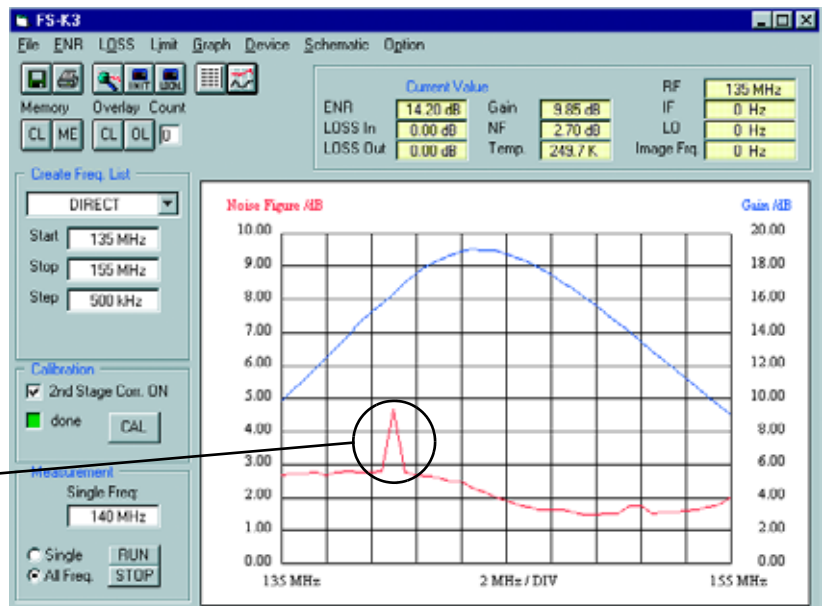 FS-K3
File ENR LOSS Limit Graph Device Schematic Option
INIT LOCAL
Memory Overlay Count
CL ME CL OL 0
Current Value
ENR 14.20 dB Gain 9.85 dB RF 135 MHz
LOSS In 0.00 dB NF 2.70 dB IF 0 Hz
LOSS Out 0.00 dB Temp. 249.7 K LO 0 Hz
Image Frq. 0 Hz
Create Freq. List
DIRECT
Start 135 MHz
Stop 155 MHz
Step 500 kHz
Calibration
2nd Stage Corr. ON
done CAL
Measurement
Single Freq:
140 MHz
Single RUN
All Freq. STOP
Noise Figure /dB Gain /dB
10.00 20.00
9.00 18.00
8.00 16.00
7.00 14.00
6.00 12.00
5.00 10.00
4.00 8.00
3.00 6.00
2.00 4.00
1.00 2.00
0.00 0.00
135 MHz 2 MHz / DIV 155 MHz